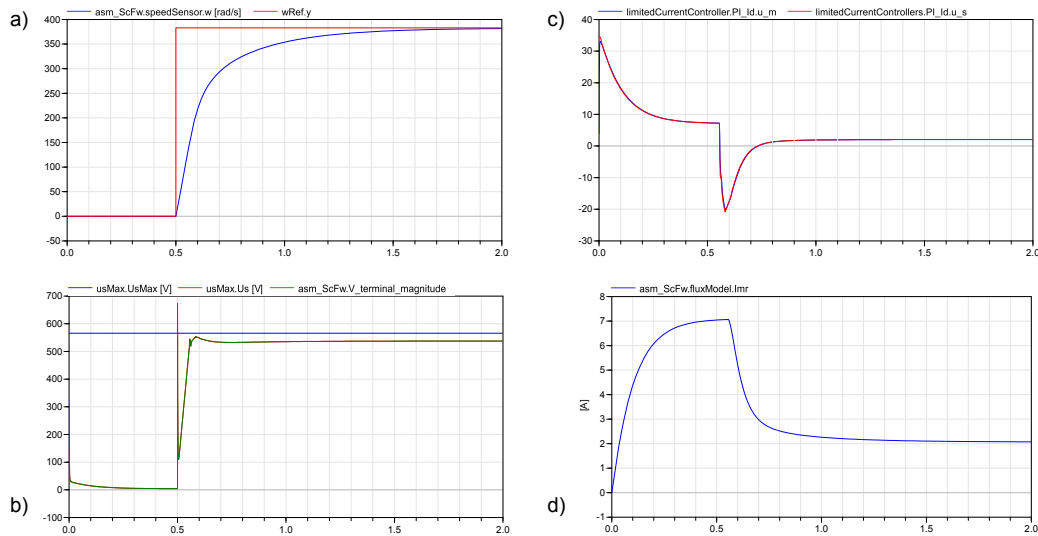 a)
asm_ScFw.speedSensor.w [rad/s] wRef.y
400
350
300
250
200
150
100
50
0
-50
0.0 0.5 1.0 1.5 2.0
c)
limitedCurrentController.PI_Id.u_m limitedCurrentControllers.PI_Id.u_s
40
30
20
10
0
-10
-20
-30
0.0 0.5 1.0 1.5 2.0
b)
usMax.UsMax [V] usMax.Us [V] asm_ScFw.V_terminal_magnitude
700
600
500
400
300
200
100
0
-100
0.0 0.5 1.0 1.5 2.0
d)
asm_ScFw.fluxModel.Imr
[A]
8
7
6
5
4
3
2
1
0
-1
0.0 0.5 1.0 1.5 2.0